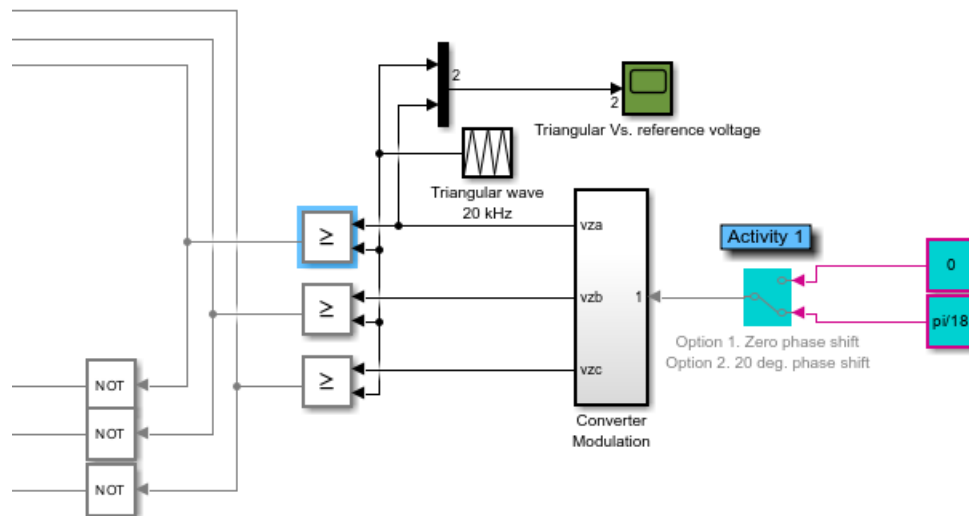 2
2
Triangular Vs. reference voltage
Triangular wave
20 kHz
≥
vza
Activity 1
0
≥
vzb
1
pi/18
Option 1. Zero phase shift
Option 2. 20 deg. phase shift
≥
vzc
NOT
Converter
Modulation
NOT
NOT